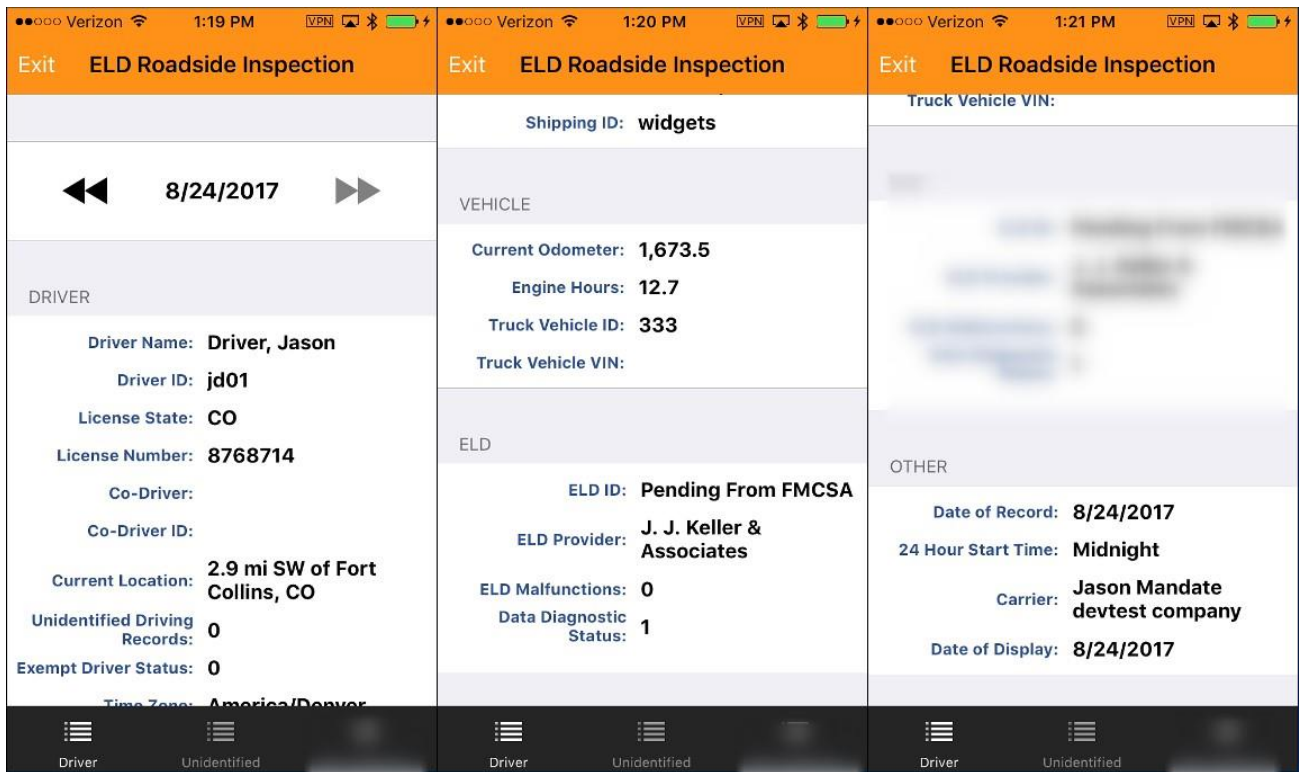 Verizon 1:19 PM VPN
Exit ELD Roadside Inspection
8/24/2017
DRIVER
Driver Name: Driver, Jason
Driver ID: jd01
License State: CO
License Number: 8768714
Co-Driver:
Co-Driver ID:
Current Location: 2.9 mi SW of Fort
Collins, CO
Unidentified Driving
Records: 0
Exempt Driver Status: 0
Time Zone: America/Denver
Driver Unidentified
Verizon 1:20 PM VPN
Exit ELD Roadside Inspection
Shipping ID: widgets
VEHICLE
Current Odometer: 1,673.5
Engine Hours: 12.7
Truck Vehicle ID: 333
Truck Vehicle VIN:
ELD
ELD ID: Pending From FMCSA
ELD Provider: J. J. Keller &
Associates
ELD Malfunctions: 0
Data Diagnostic
Status: 1
Driver Unidentified
Verizon 1:21 PM VPN
Exit ELD Roadside Inspection
Truck Vehicle VIN:
OTHER
Date of Record: 8/24/2017
24 Hour Start Time: Midnight
Carrier: Jason Mandate
devtest company
Date of Display: 8/24/2017
Driver Unidentified